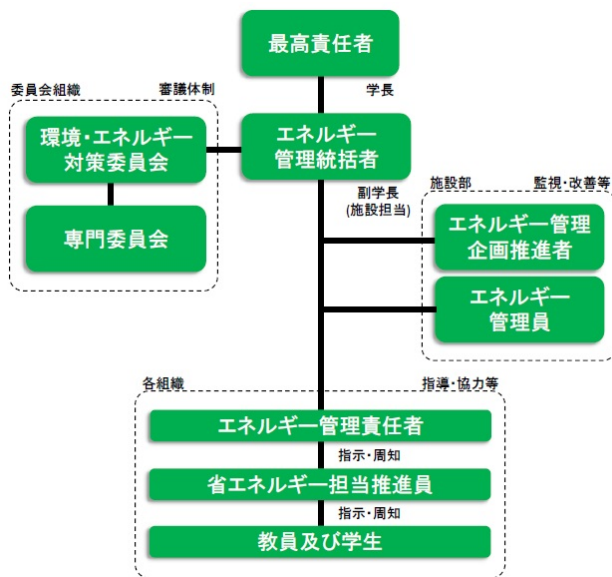 最高責任者
学長
委員会組織
審議体制
環境・エネルギー
対策委員会
エネルギー
管理統括者
副学長
(施設担当)
専門委員会
施設部
監視・改善等
エネルギー管理
企画推進者
エネルギー
管理員
各組織
指導・協力等
エネルギー管理責任者
指示・周知
省エネルギー担当推進員
指示・周知
教員及び学生